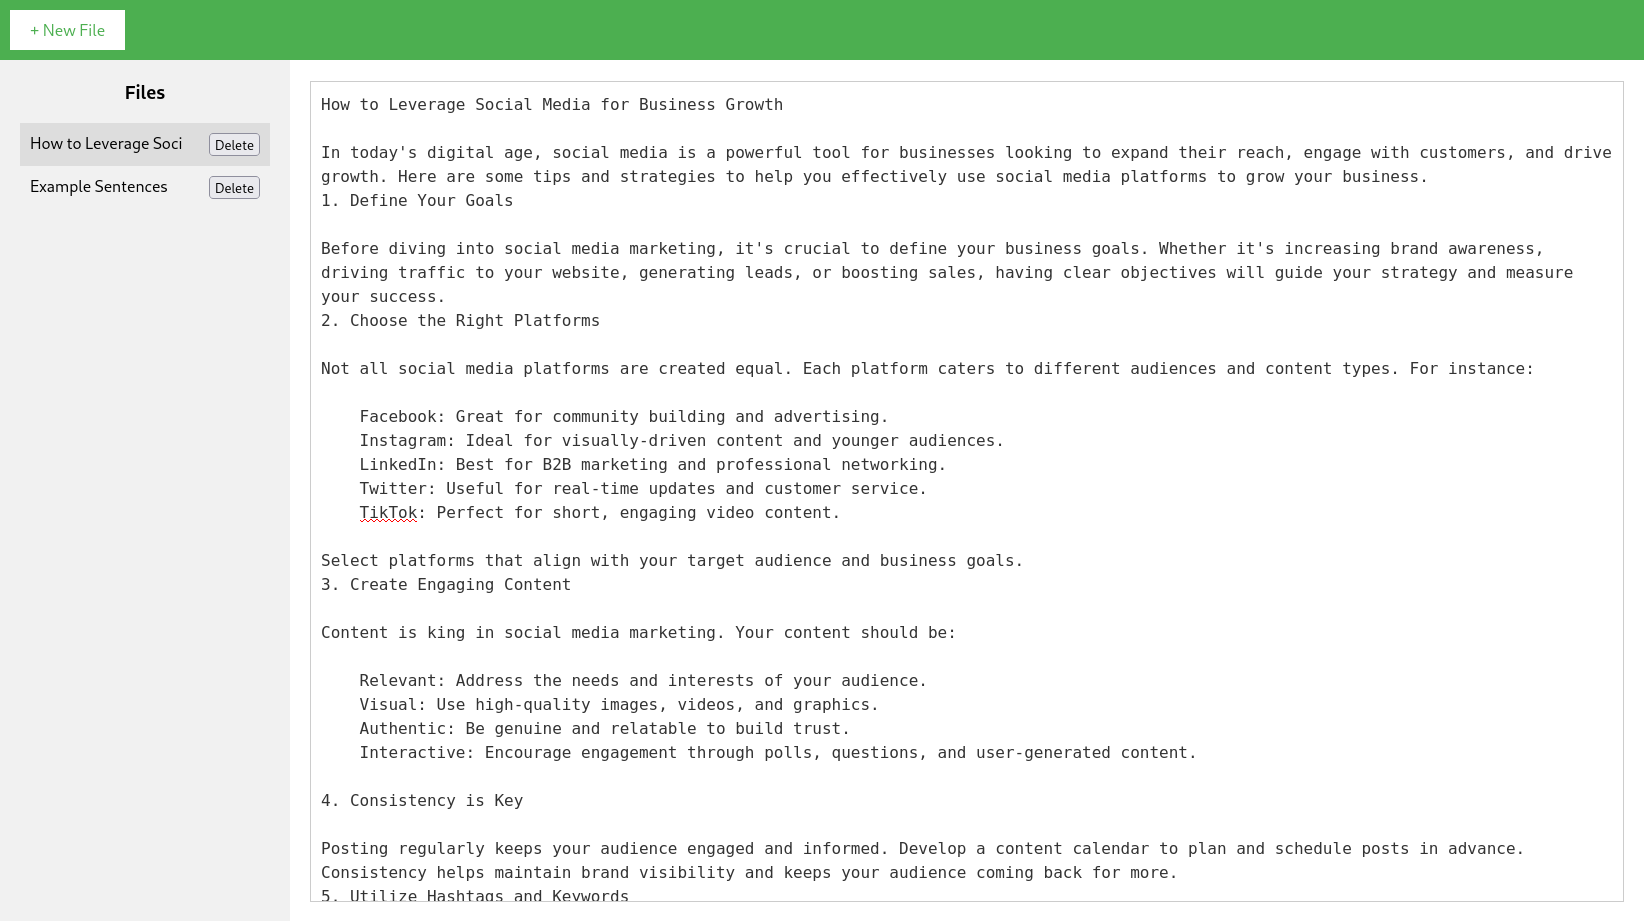 + New File
Files
How to Leverage Soci
Delete
Example Sentences
Delete
How to Leverage Social Media for Business Growth
In today's digital age, social media is a powerful tool for businesses looking to expand their reach, engage with customers, and drive
growth. Here are some tips and strategies to help you effectively use social media platforms to grow your business.
1. Define Your Goals
Before diving into social media marketing, it's crucial to define your business goals. Whether it's increasing brand awareness,
driving traffic to your website, generating leads, or boosting sales, having clear objectives will guide your strategy and measure
your success.
2. Choose the Right Platforms
Not all social media platforms are created equal. Each platform caters to different audiences and content types. For instance:
Facebook: Great for community building and advertising.
Instagram: Ideal for visually-driven content and younger audiences.
LinkedIn: Best for B2B marketing and professional networking.
Twitter: Useful for real-time updates and customer service.
TikTok: Perfect for short, engaging video content.
Select platforms that align with your target audience and business goals.
3. Create Engaging Content
Content is king in social media marketing. Your content should be:
Relevant: Address the needs and interests of your audience.
Visual: Use high-quality images, videos, and graphics.
Authentic: Be genuine and relatable to build trust.
Interactive: Encourage engagement through polls, questions, and user-generated content.
4. Consistency is Key
Posting regularly keeps your audience engaged and informed. Develop a content calendar to plan and schedule posts in advance.
Consistency helps maintain brand visibility and keeps your audience coming back for more.
5. Utilize Hashtags and Keywords